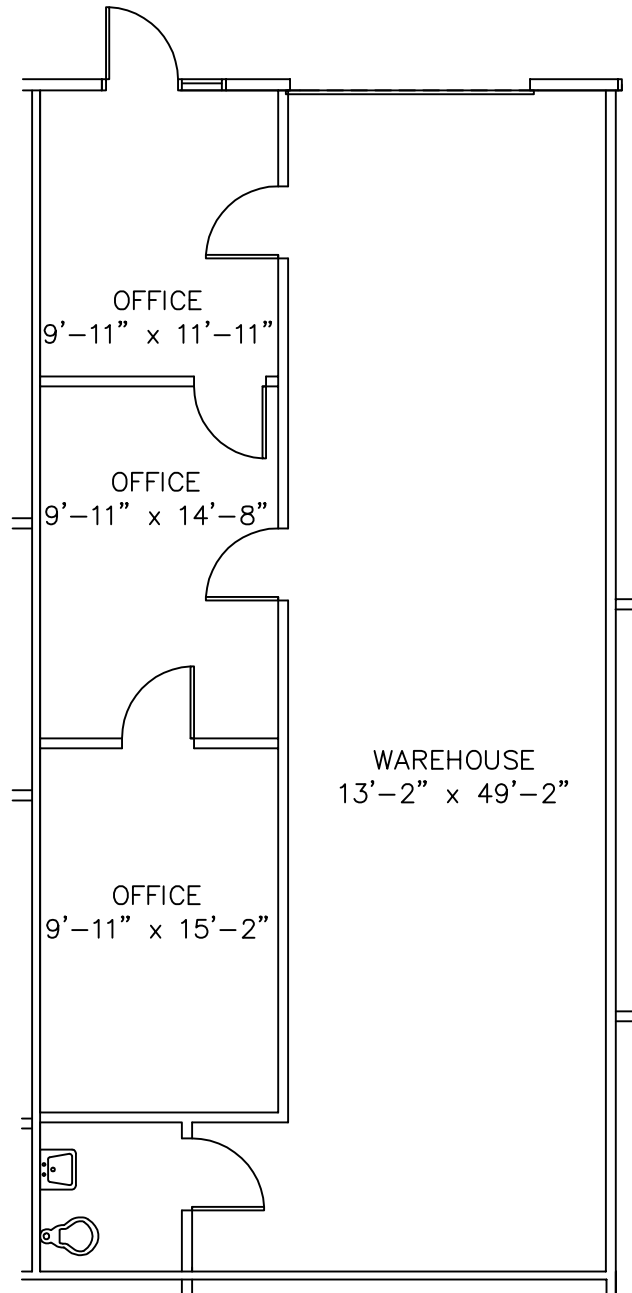 OFFICE
9’–11” x 11’–11”
OFFICE
9’–11” x 14’–8”
WAREHOUSE
13’–2” x 49’–2”
OFFICE
9’–11” x 15’–2”